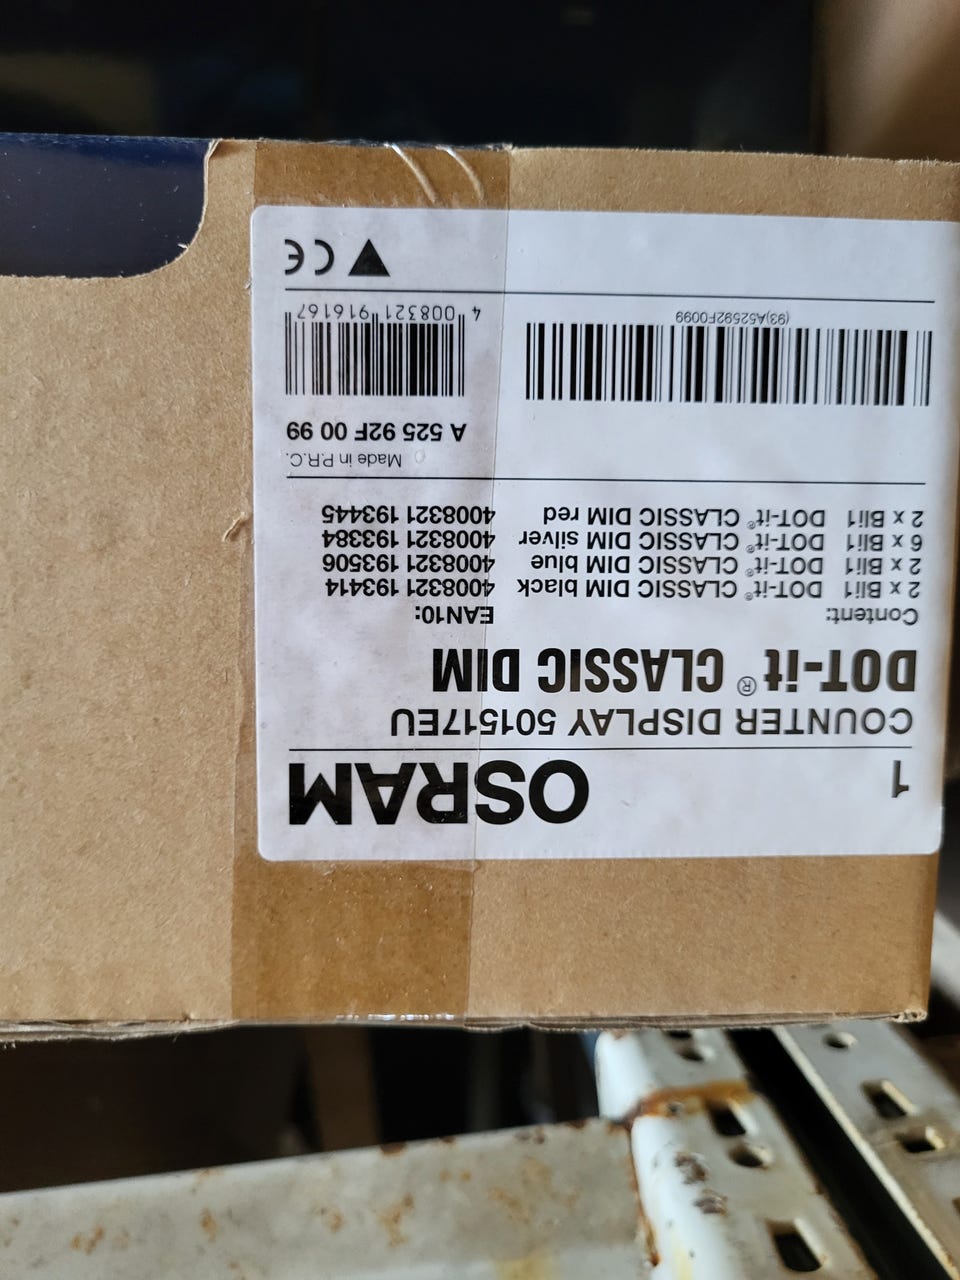 1 OSRAM
COUNTER DISPLAY 501517EU
DOT-it® CLASSIC DIM
Content: EAN10:
2 x Bli1 DOT-it® CLASSIC DIM black 4008321 193414
2 x Bli1 DOT-it® CLASSIC DIM blue 4008321 193506
6 x Bli1 DOT-it® CLASSIC DIM silver 4008321 193384
2 x Bli1 DOT-it® CLASSIC DIM red 4008321 193445
Made in P.R.C.
A 525 92F 00 99
(93)A52592F0099
4 008321 916167
CE